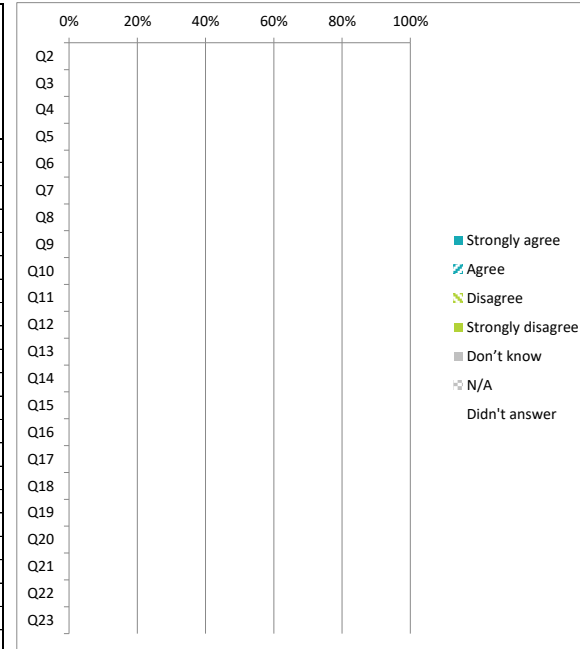 0% 20% 40% 60% 80% 100%
Q2
Q3
Q4
Q5
Q6
Q7
Q8
Q9
Q10
Q11
Q12
Q13
Q14
Q15
Q16
Q17
Q18
Q19
Q20
Q21
Q22
Q23
Strongly agree
Agree
Disagree
Strongly disagree
Don’t know
N/A
Didn't answer